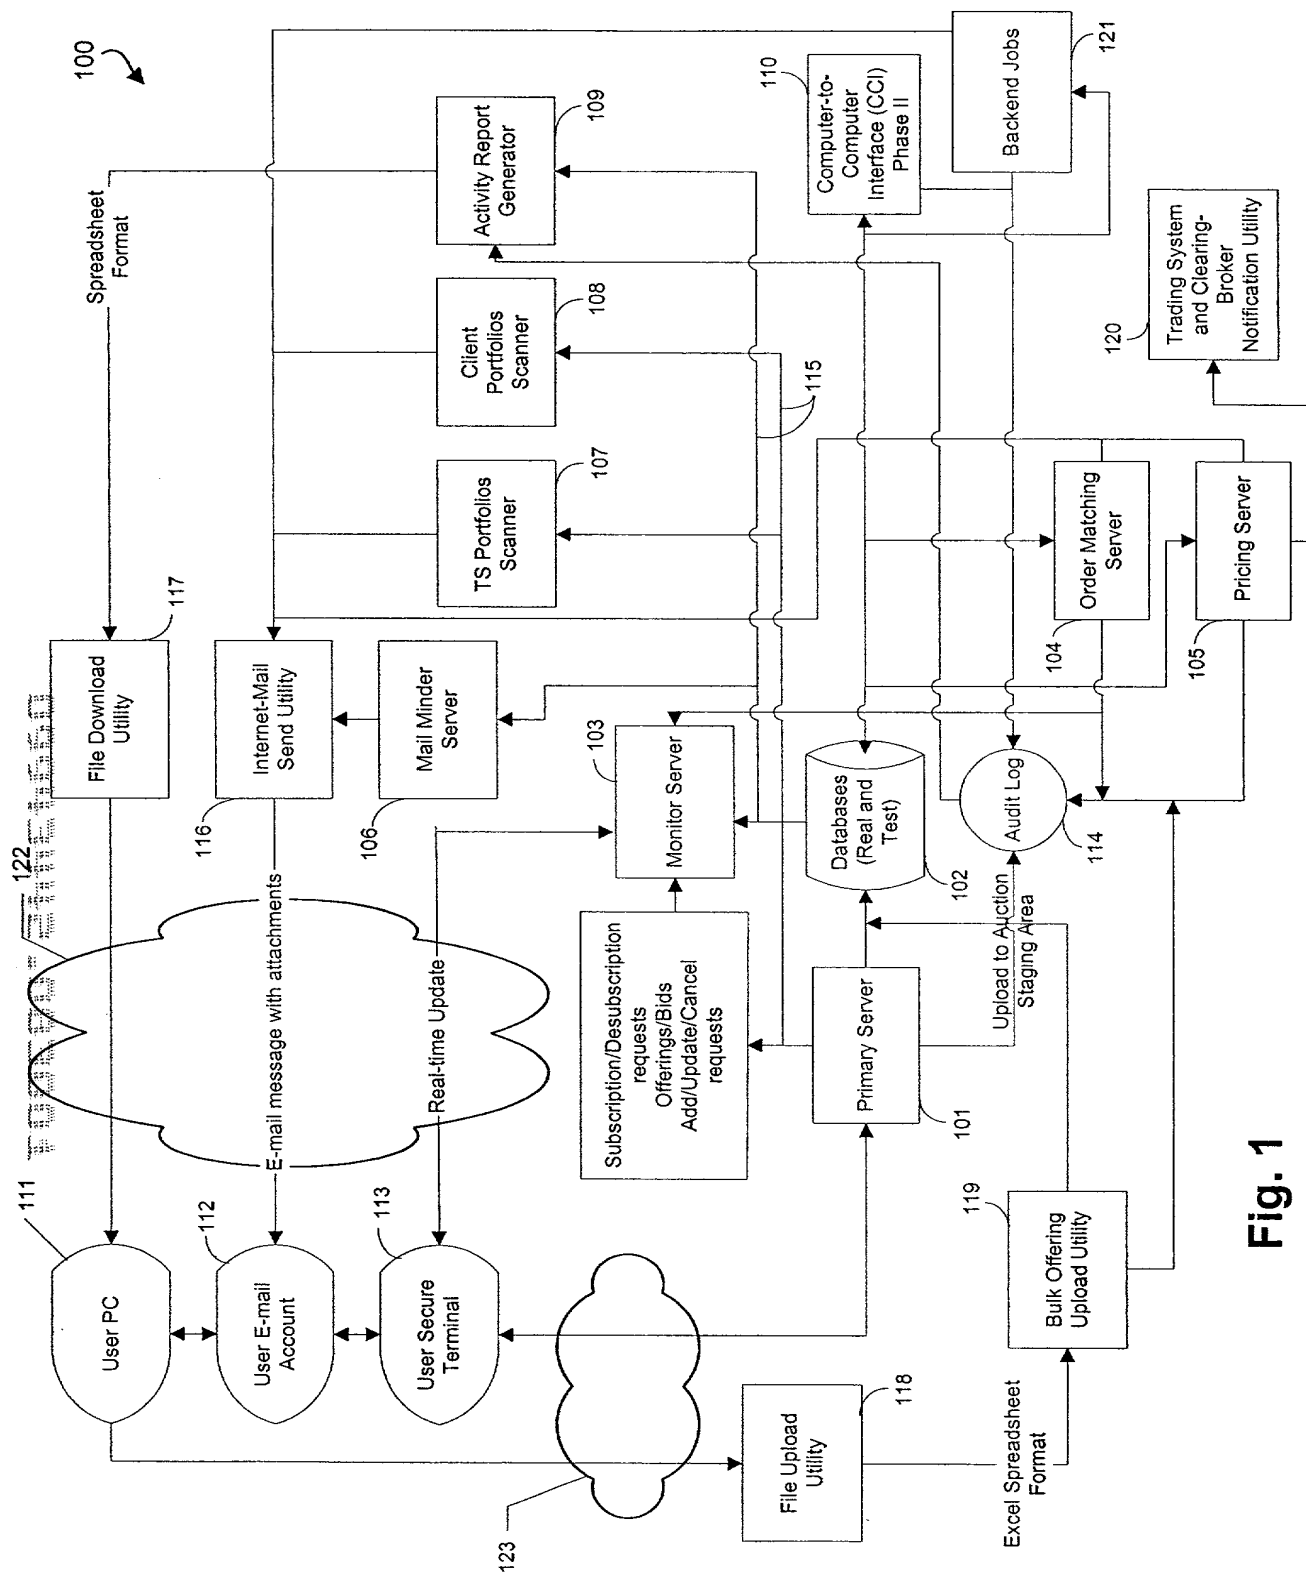 100
122
111
User PC
File Download
Utility
117
Spreadsheet
Format
112
User E-mail
Account
E-mail message with attachments
116
Internet-Mail
Send Utility
113
User Secure
Terminal
Real-time Update
106
Mail Minder
Server
TS Portfolios
Scanner
107
Client
Portfolios
Scanner
108
Activity Report
Generator
109
123
Subscription/Desubscription
requests
Offerings/Bids
Add/Update/Cancel
requests
103
Monitor Server
115
118
File Upload
Utility
101
Primary Server
102
Databases
(Real and
Test)
110
Computer-to-
Computer
Interface (CCI)
Phase II
Excel Spreadsheet
Format
119
Bulk Offering
Upload Utility
Upload to Auction
Staging Area
114
Audit Log
104
Order Matching
Server
Backend Jobs
121
105
Pricing Server
120
Trading System
and Clearing-
Broker
Notification Utility
Fig. 1